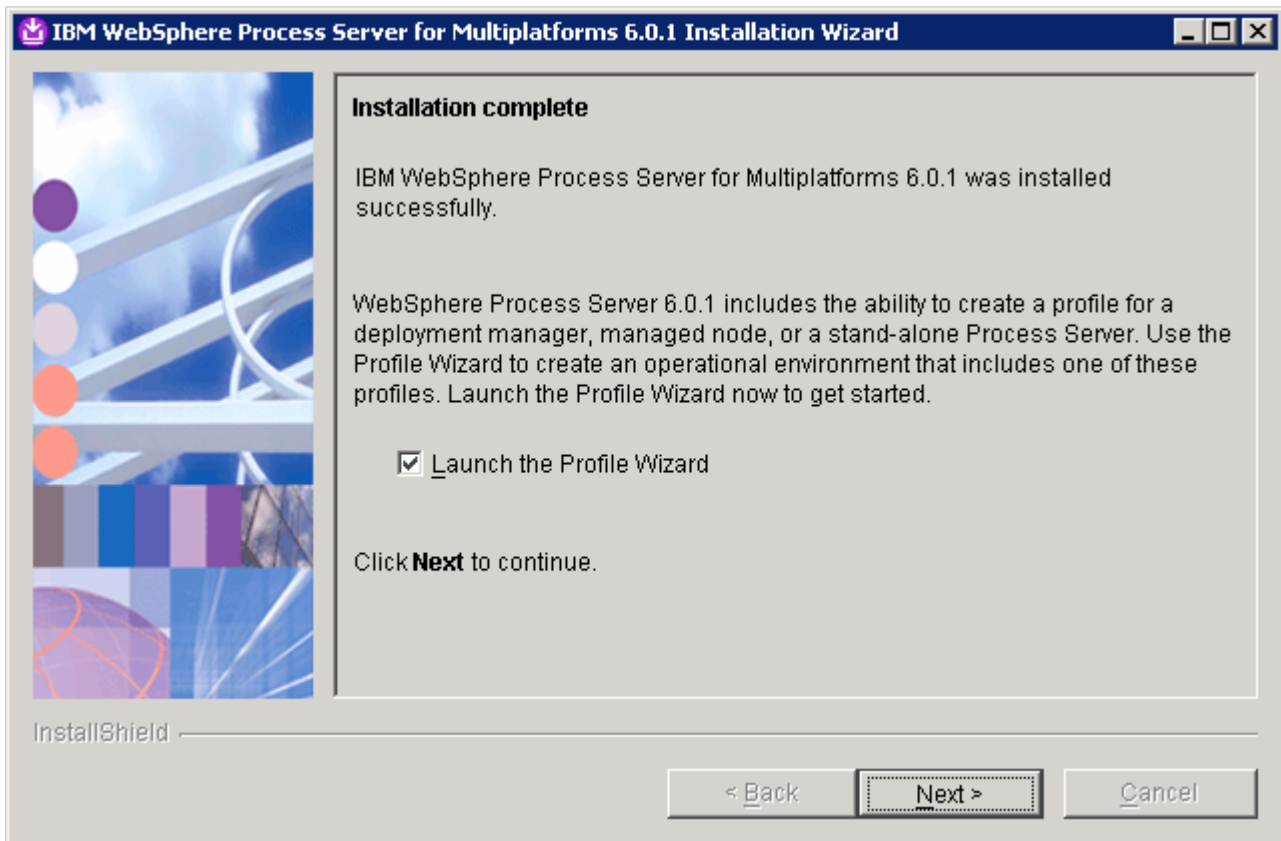 IBM WebSphere Process Server for Multiplatforms 6.0.1 Installation Wizard
Installation complete
IBM WebSphere Process Server for Multiplatforms 6.0.1 was installed
successfully.
WebSphere Process Server 6.0.1 includes the ability to create a profile for a
deployment manager, managed node, or a stand-alone Process Server. Use the
Profile Wizard to create an operational environment that includes one of these
profiles. Launch the Profile Wizard now to get started.
Launch the Profile Wizard
Click Next to continue.
InstallShield
< Back
Next >
Cancel